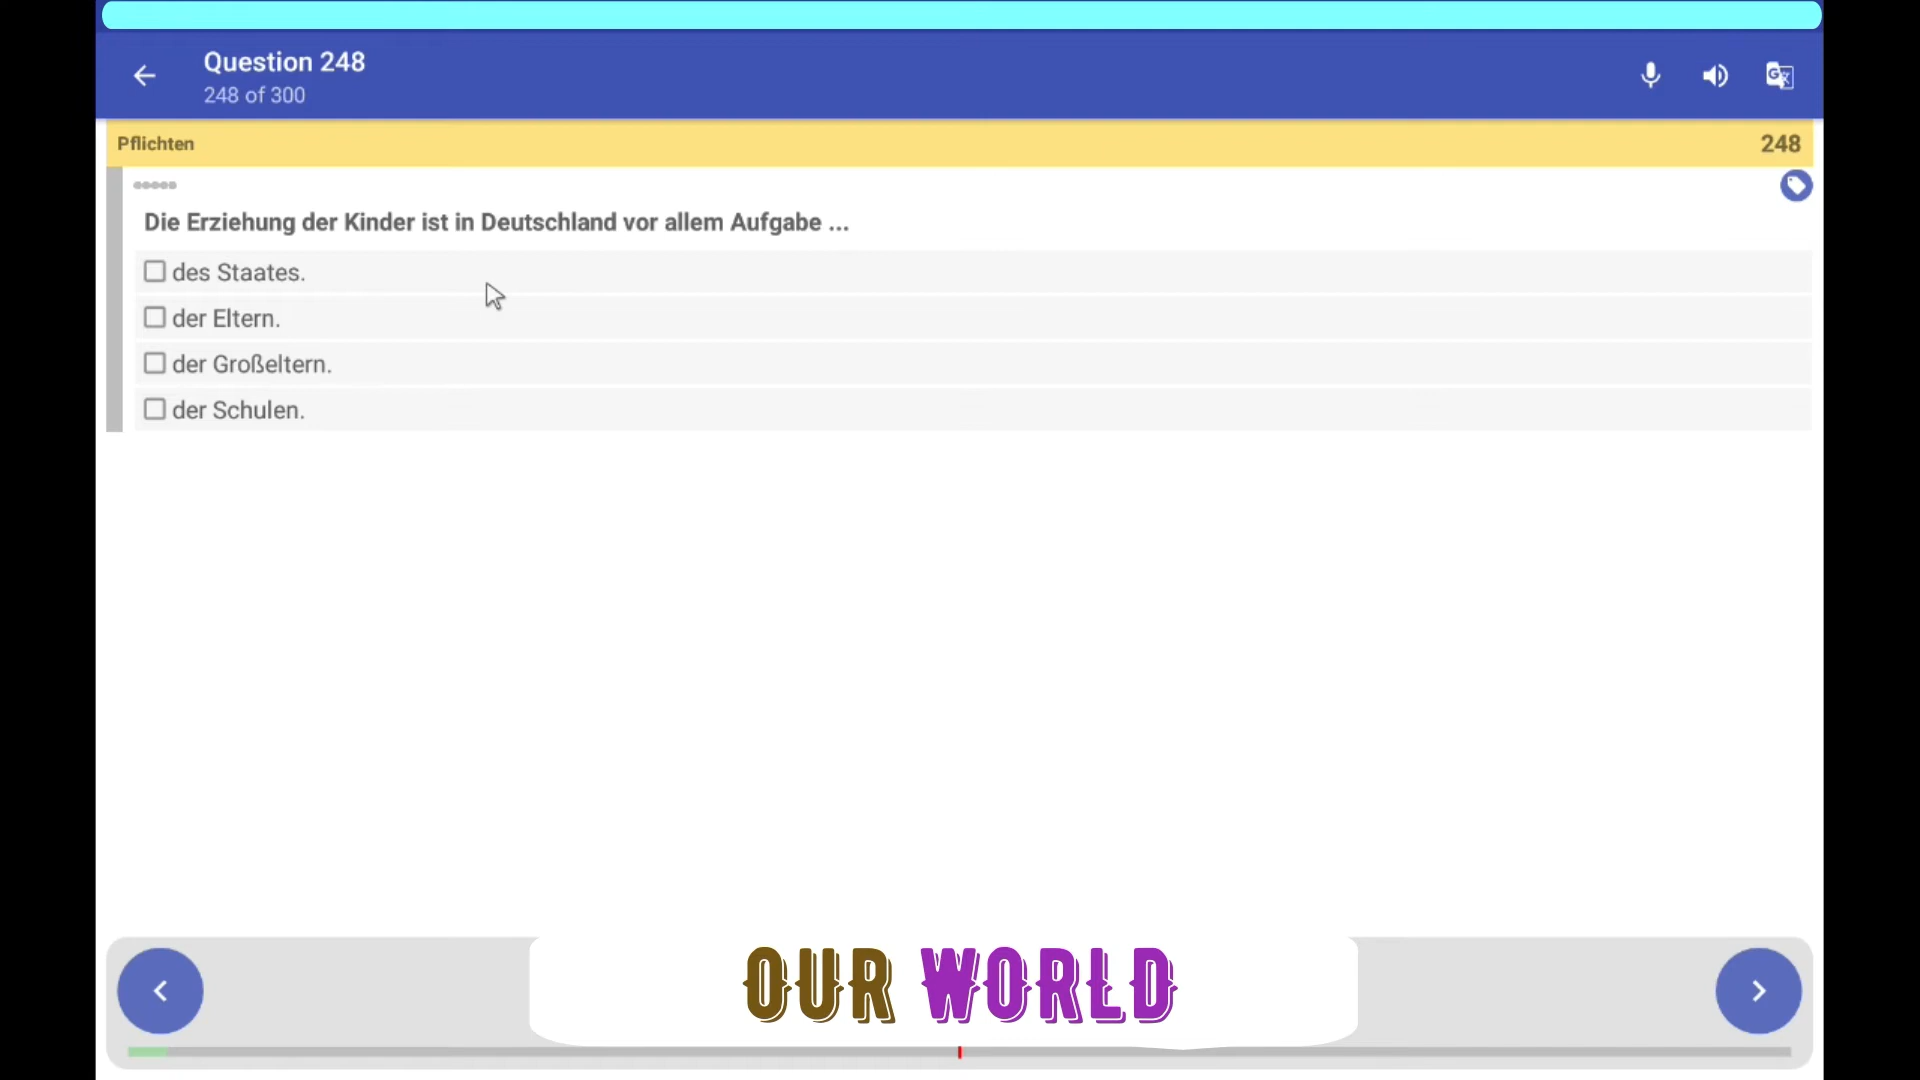 Question 248
248 of 300
Pflichten
248
Die Erziehung der Kinder ist in Deutschland vor allem Aufgabe ...
des Staates.
der Eltern.
der Großeltern.
der Schulen.
OUR WORLD